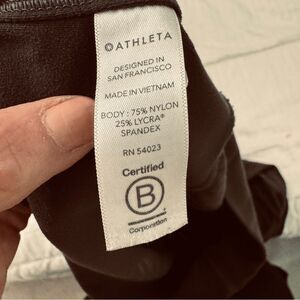 ATHLETA
DESIGNED IN
SAN FRANCISCO
MADE IN VIETNAM
BODY : 75% NYLON
25% LYCRA®
SPANDEX
RN 54023
Certified
B
Corporation